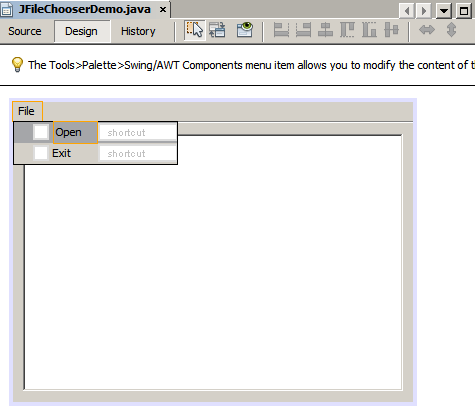 JFileChooserDemo.java ×
Source Design History
The Tools>Palette>Swing/AWT Components menu item allows you to modify the content of t
File
Open shortcut
Exit shortcut